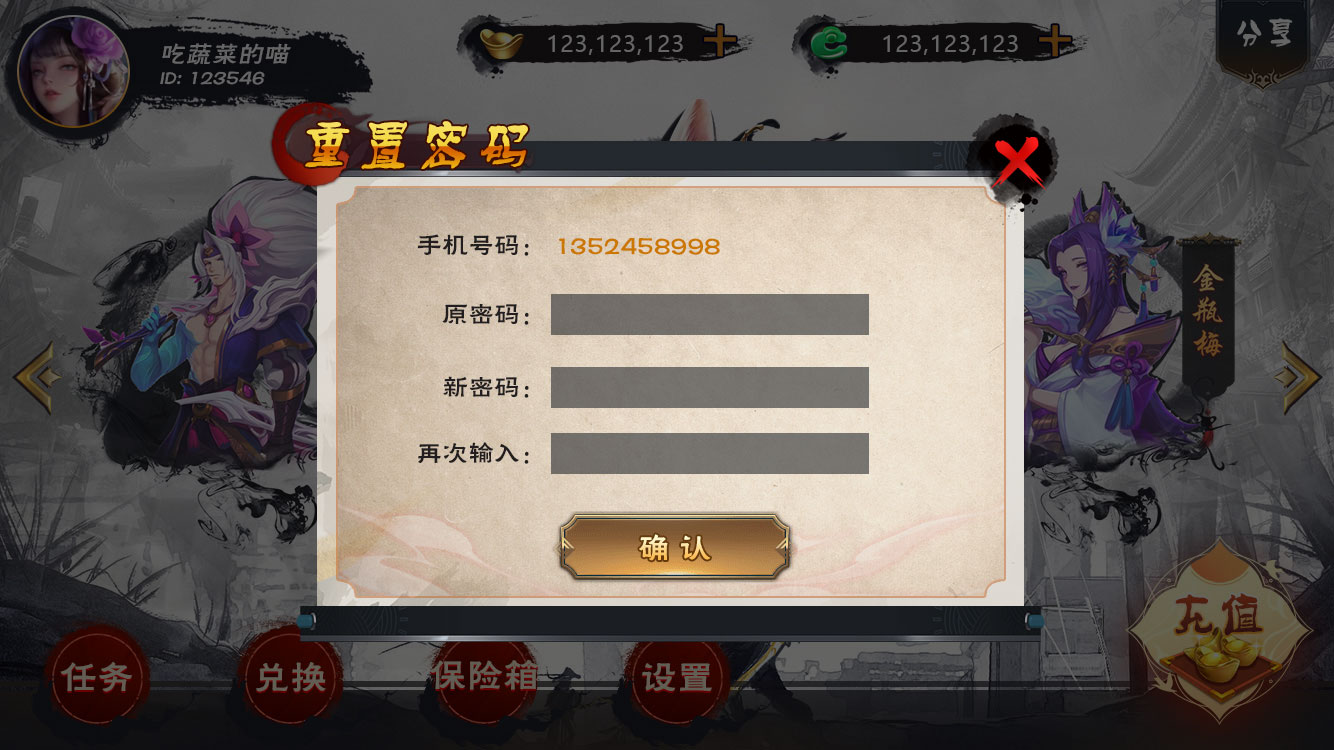 吃蔬菜的喵
ID: 123546
123,123,123
123,123,123
分享
重置密码
手机号码: 1352458998
原密码:
新密码:
再次输入:
确认
金瓶梅
任务
兑换
保险箱
设置
充值